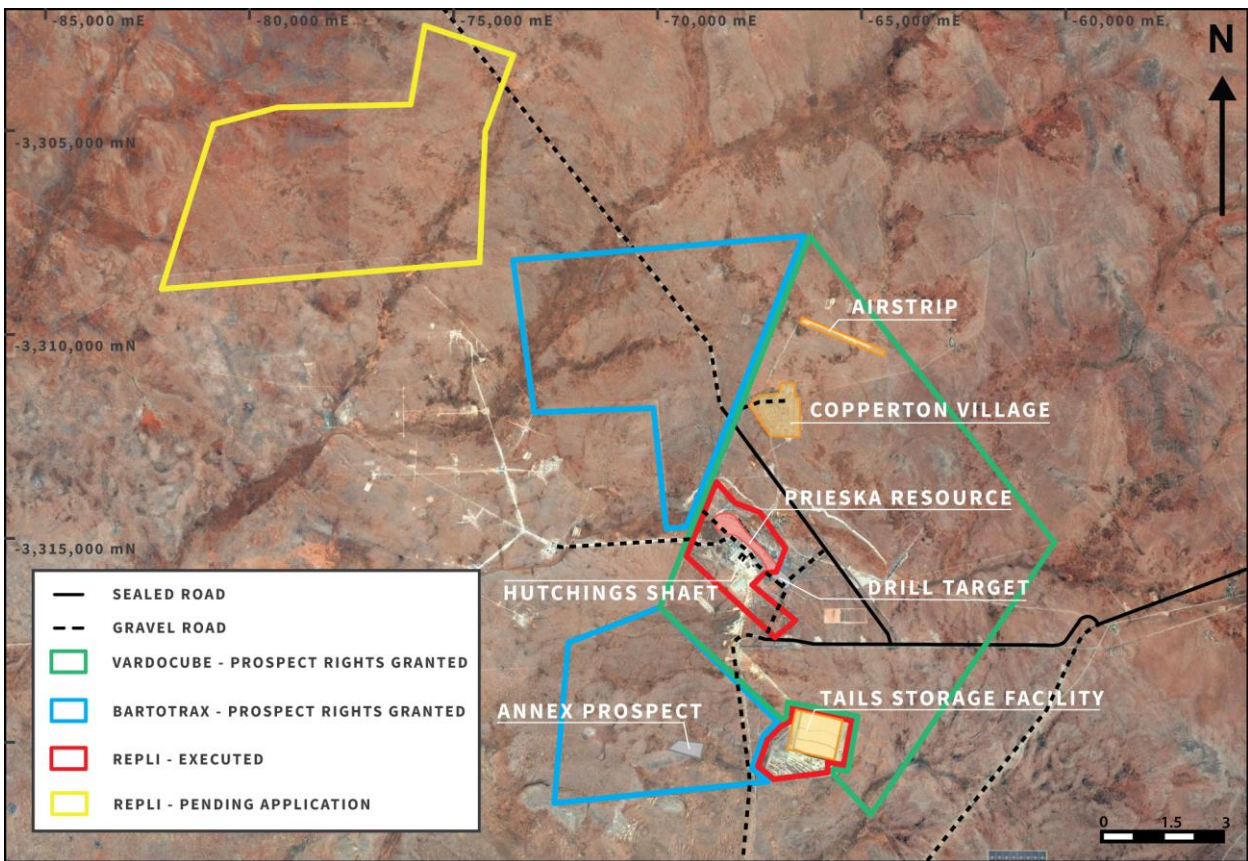 -85,000 mE
-80,000 mE
-75,000 mE
-70,000 mE
-65,000 mE
-60,000 mE
N
-3,305,000 mN
AIRSTRIP
-3,310,000 mN
COPPERTON VILLAGE
PRIESKA RESOURCE
-3,315,000 mN
HUTCHINGS SHAFT
DRILL TARGET
TAILS STORAGE FACILITY
ANNEX PROSPECT
SEALED ROAD
GRAVEL ROAD
VARDOCUBE - PROSPECT RIGHTS GRANTED
BARTOTRAX - PROSPECT RIGHTS GRANTED
REPLI - EXECUTED
REPLI - PENDING APPLICATION
0 1.5 3